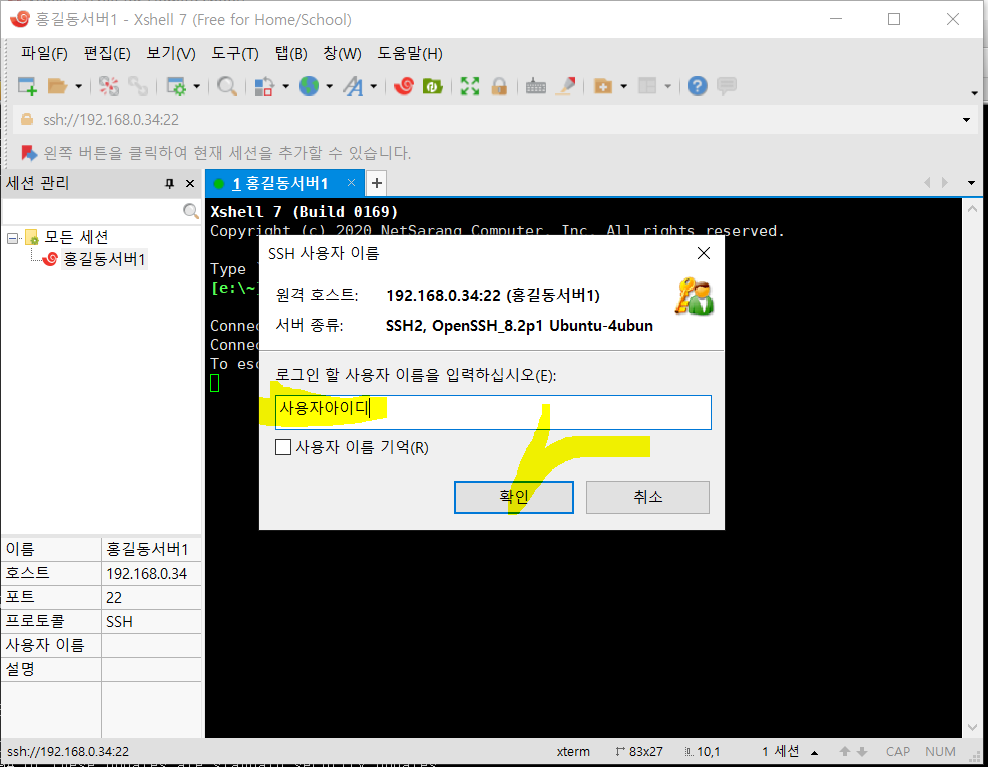 홍길동서버1 - Xshell 7 (Free for Home/School)
파일(F) 편집(E) 보기(V) 도구(T) 탭(B) 창(W) 도움말(H)
ssh://192.168.0.34:22
왼쪽 버튼을 클릭하여 현재 세션을 추가할 수 있습니다.
세션 관리
1 홍길동서버1
모든 세션
홍길동서버1
Xshell 7 (Build 0169)
Copyright (c) 2020 NetSarang Computer, Inc. All rights reserved.
Type
[e:\~
Connec
Connec
To esc
SSH 사용자 이름
원격 호스트: 192.168.0.34:22 (홍길동서버1)
서버 종류: SSH2, OpenSSH_8.2p1 Ubuntu-4ubun
로그인 할 사용자 이름을 입력하십시오(E):
사용자아이디
사용자 이름 기억(R)
확인 취소
이름 홍길동서버1
호스트 192.168.0.34
포트 22
프로토콜 SSH
사용자 이름
설명
ssh://192.168.0.34:22 xterm 83x27 10,1 1 세션 CAP NUM